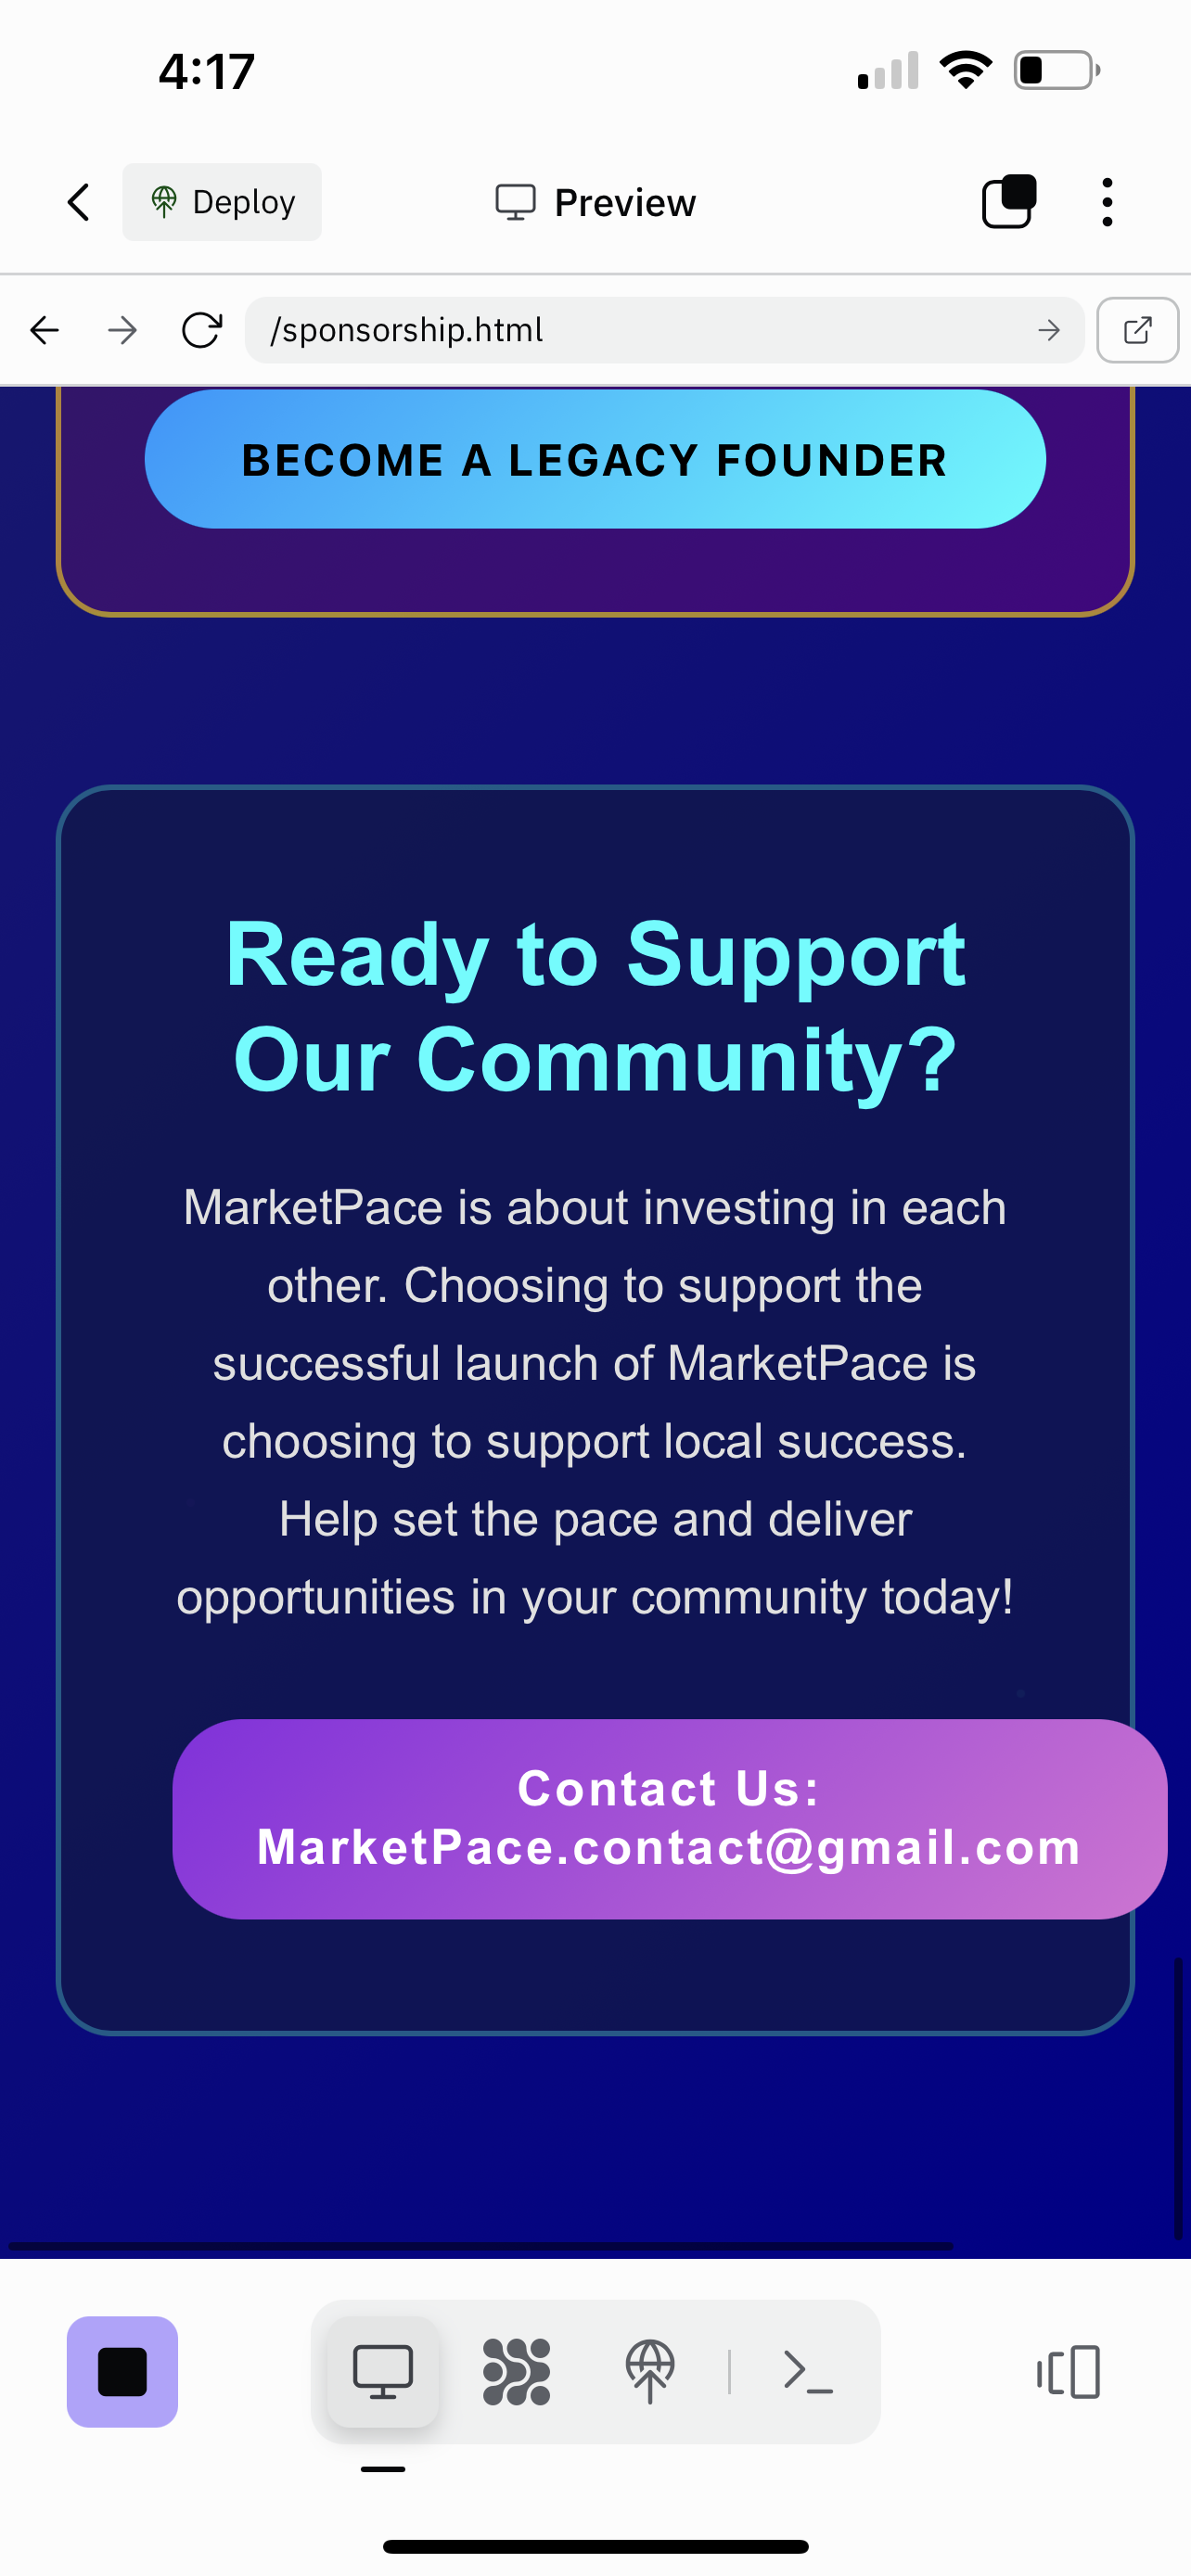 4:17
Deploy
Preview
/sponsorship.html
BECOME A LEGACY FOUNDER
Ready to Support
Our Community?
MarketPace is about investing in each
other. Choosing to support the
successful launch of MarketPace is
choosing to support local success.
Help set the pace and deliver
opportunities in your community today!
Contact Us:
MarketPace.contact@gmail.com